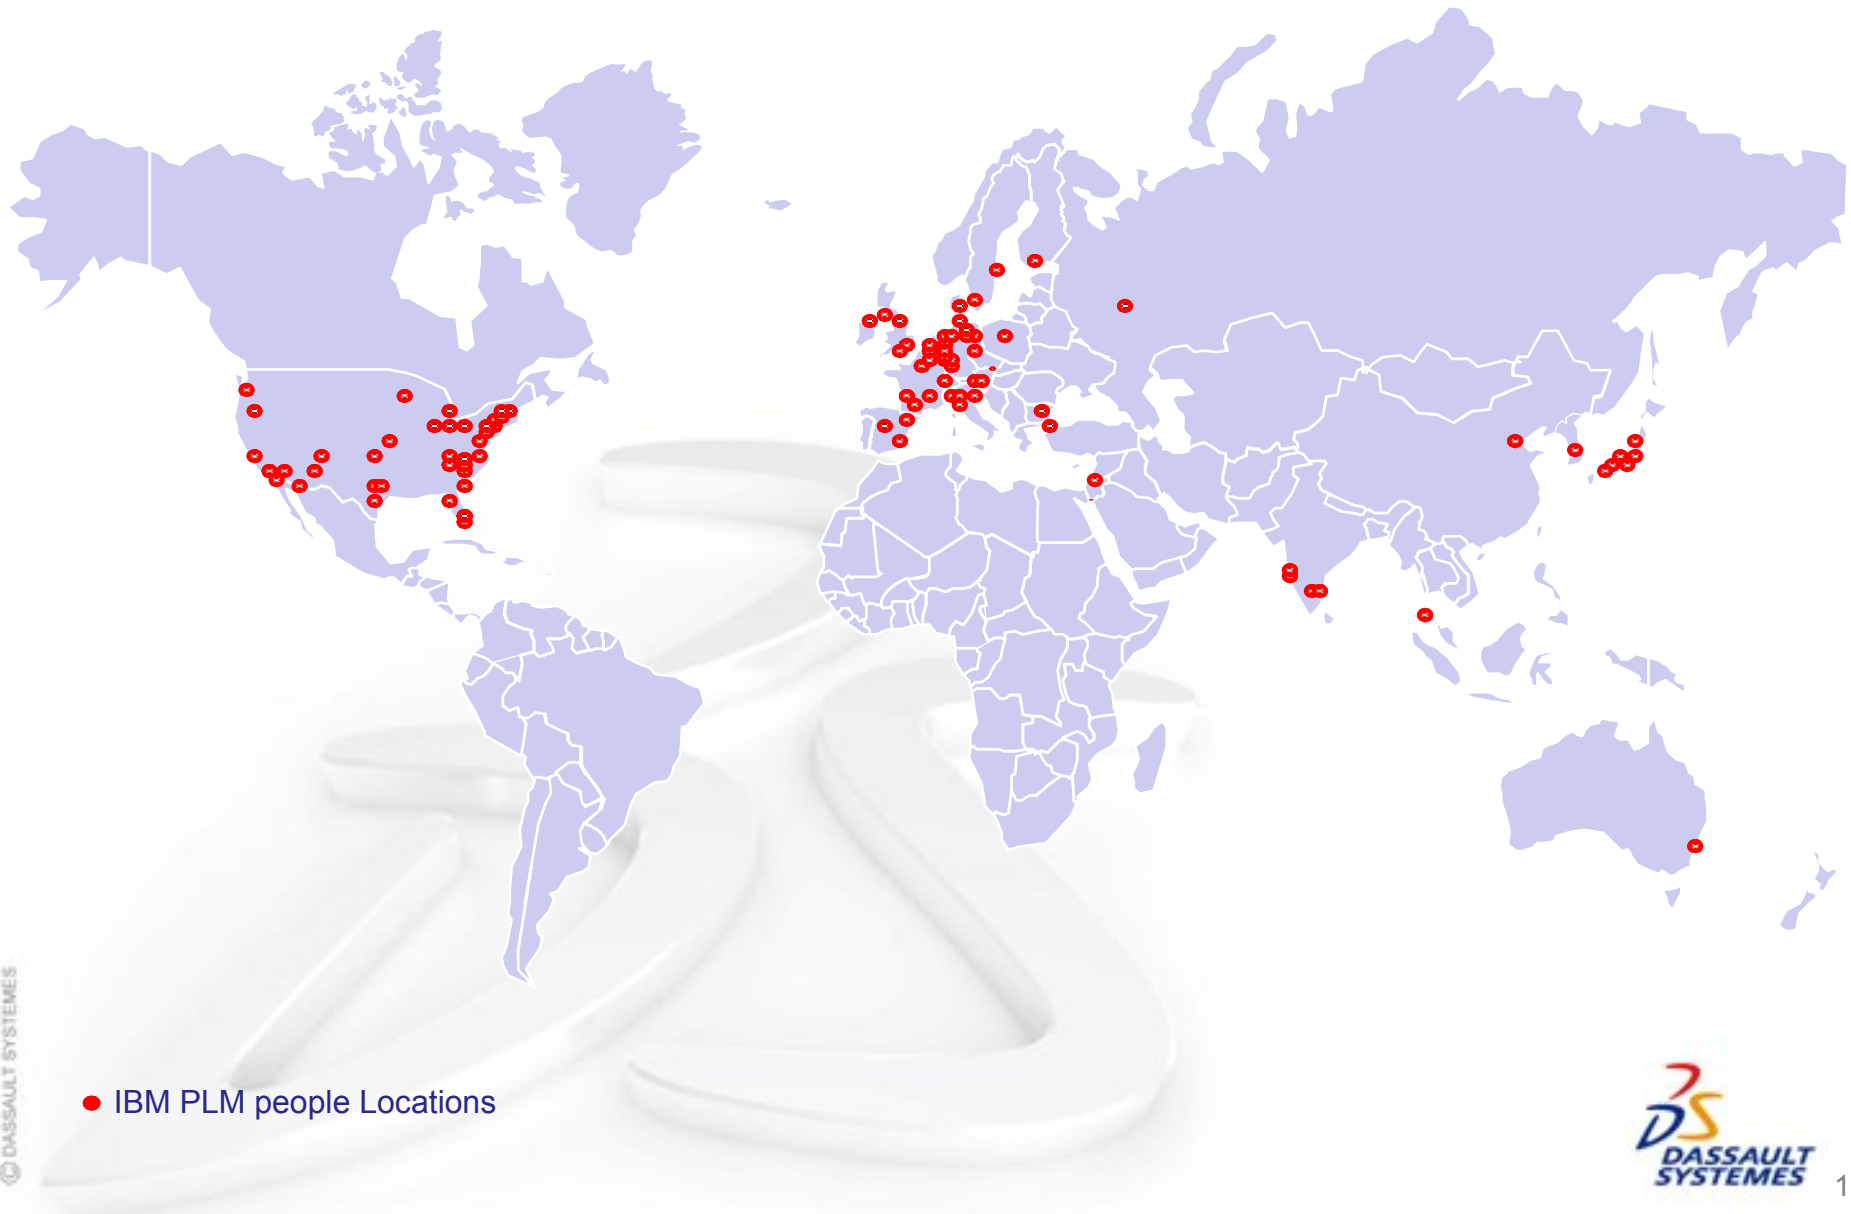 © DASSAULT SYSTEMES
IBM PLM people Locations
DASSAULT
SYSTEMES
1